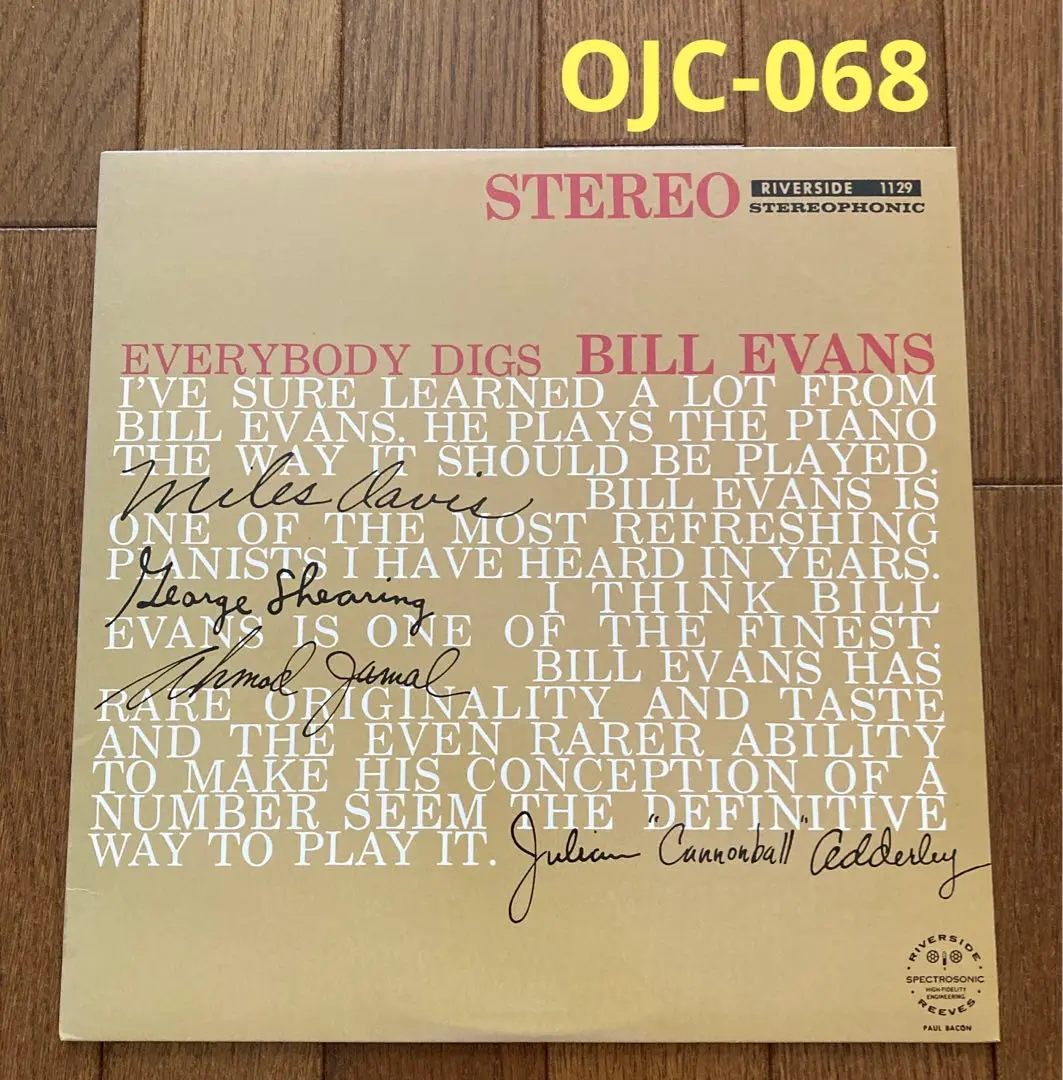 OJC-068
STEREO
RIVERSIDE 1129
STEREOPHONIC
EVERYBODY DIGS BILL EVANS
I'VE SURE LEARNED A LOT FROM
BILL EVANS. HE PLAYS THE PIANO
THE WAY IT SHOULD BE PLAYED.
Miles Davis BILL EVANS IS
ONE OF THE MOST REFRESHING
PIANISTS I HAVE HEARD IN YEARS.
George Shearing I THINK BILL
EVANS IS ONE OF THE FINEST.
Ahmad Jamal BILL EVANS HAS
RARE ORIGINALITY AND TASTE
AND THE EVEN RARER ABILITY
TO MAKE HIS CONCEPTION OF A
NUMBER SEEM THE DEFINITIVE
WAY TO PLAY IT. Julian "Cannonball" Adderley
RIVERSIDE
SPECTROSONIC
HIGH-FIDELITY
ENGINEERING
REEVES
PAUL BACON